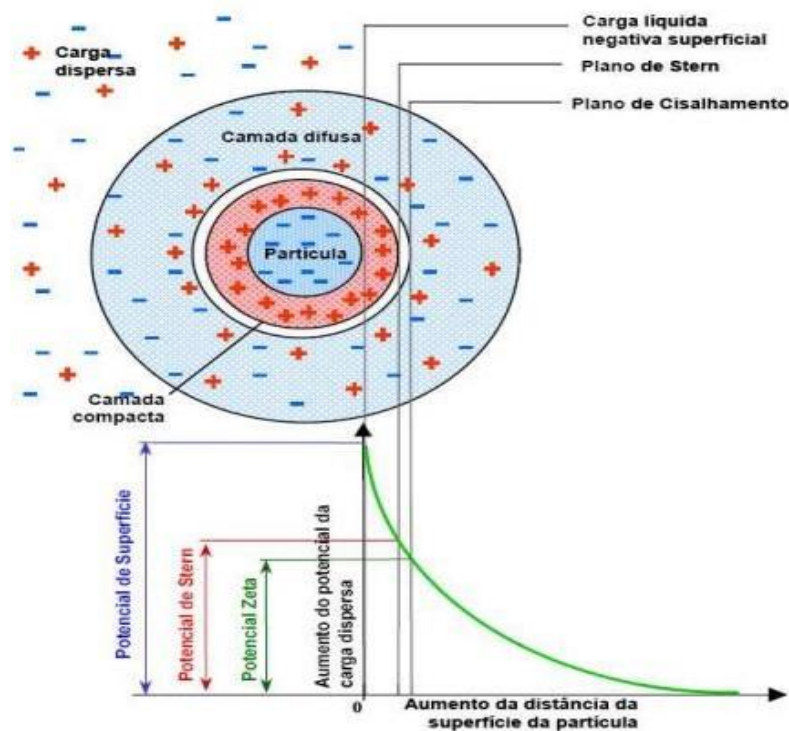 Carga
dispersa
Carga líquida
negativa superficial
Plano de Stern
Plano de Cisalhamento
Camada difusa
Partícula
Camada
compacta
Potencial de Superfície
Potencial de Stern
Potencial Zeta
Aumento do potencial da
carga dispersa
0
Aumento da distância da
superfície da partícula